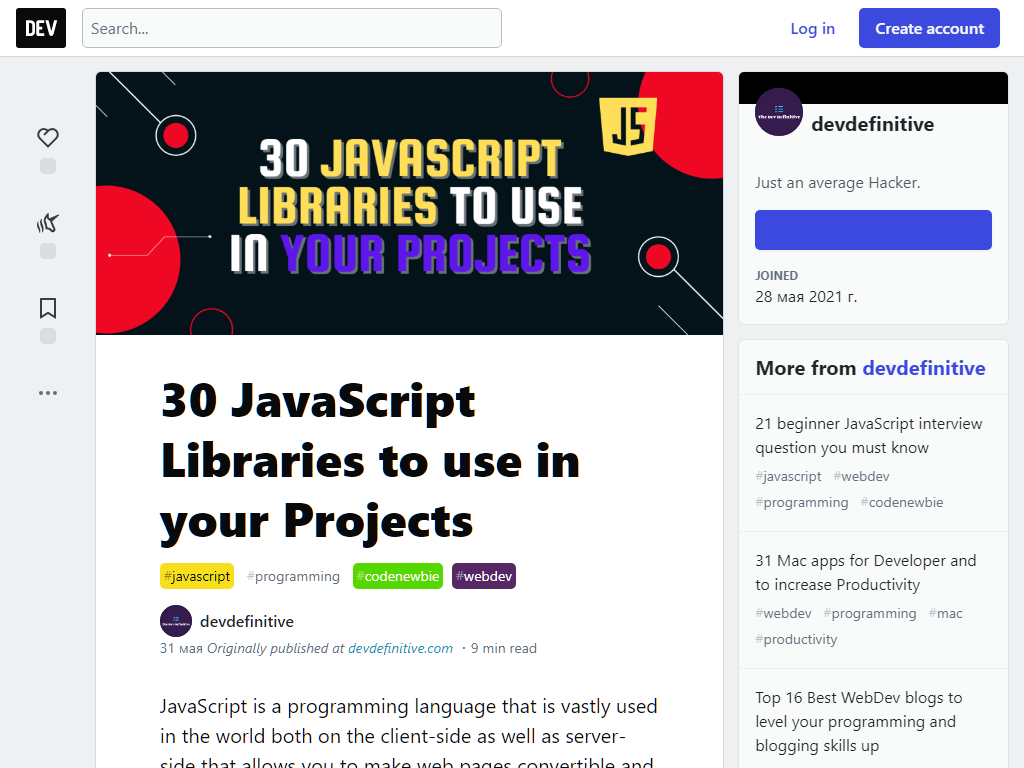 DEV
Search...
Log in
Create account
30 JAVASCRIPT
LIBRARIES TO USE
IN YOUR PROJECTS
JS
30 JavaScript
Libraries to use in
your Projects
#javascript #programming #codenewbie #webdev
devdefinitive
31 мая Originally published at devdefinitive.com ・9 min read
JavaScript is a programming language that is vastly used
in the world both on the client-side as well as server-
side that allows you to make web pages convertible and
The Dev Definitive
devdefinitive
Just an average Hacker.
JOINED
28 мая 2021 г.
More from devdefinitive
21 beginner JavaScript interview
question you must know
#javascript #webdev
#programming #codenewbie
31 Mac apps for Developer and
to increase Productivity
#webdev #programming #mac
#productivity
Top 16 Best WebDev blogs to
level your programming and
blogging skills up